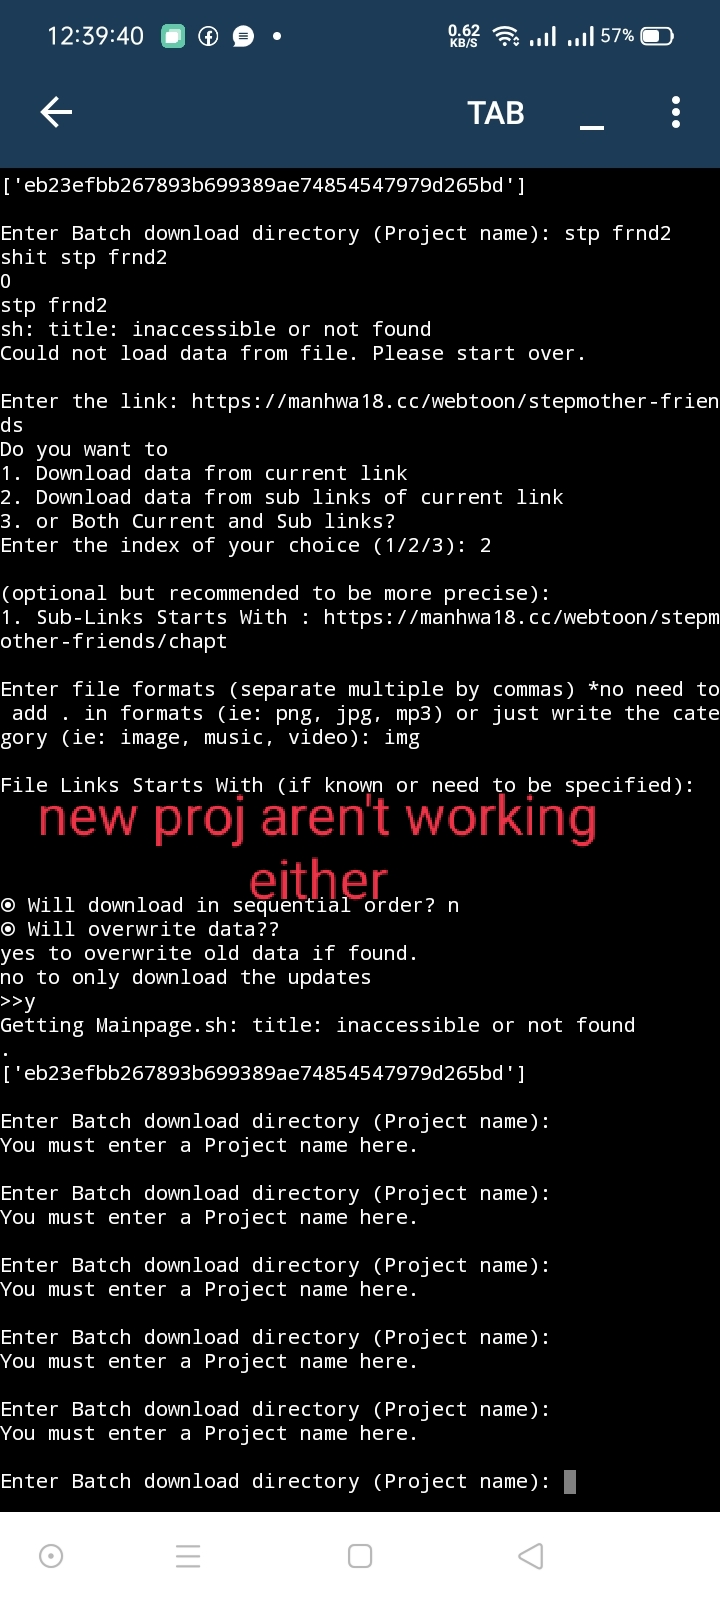 12:39:40
0.62 KB/S
57%
TAB
['eb23efbb267893b699389ae74854547979d265bd']
Enter Batch download directory (Project name): stp frnd2
shit stp frnd2
0
stp frnd2
sh: title: inaccessible or not found
Could not load data from file. Please start over.
Enter the link: https://manhwa18.cc/webtoon/stepmother-frien
ds
Do you want to
1. Download data from current link
2. Download data from sub links of current link
3. or Both Current and Sub links?
Enter the index of your choice (1/2/3): 2
(optional but recommended to be more precise):
1. Sub-Links Starts With : https://manhwa18.cc/webtoon/stepm
other-friends/chapt
Enter file formats (separate multiple by commas) *no need to
add . in formats (ie: png, jpg, mp3) or just write the cate
gory (ie: image, music, video): img
File Links Starts With (if known or need to be specified):
new proj aren't working
either
◉ Will download in sequential order? n
◉ Will overwrite data??
yes to overwrite old data if found.
no to only download the updates
>>y
Getting Mainpage.sh: title: inaccessible or not found
.
['eb23efbb267893b699389ae74854547979d265bd']
Enter Batch download directory (Project name):
You must enter a Project name here.
Enter Batch download directory (Project name):
You must enter a Project name here.
Enter Batch download directory (Project name):
You must enter a Project name here.
Enter Batch download directory (Project name):
You must enter a Project name here.
Enter Batch download directory (Project name):
You must enter a Project name here.
Enter Batch download directory (Project name):